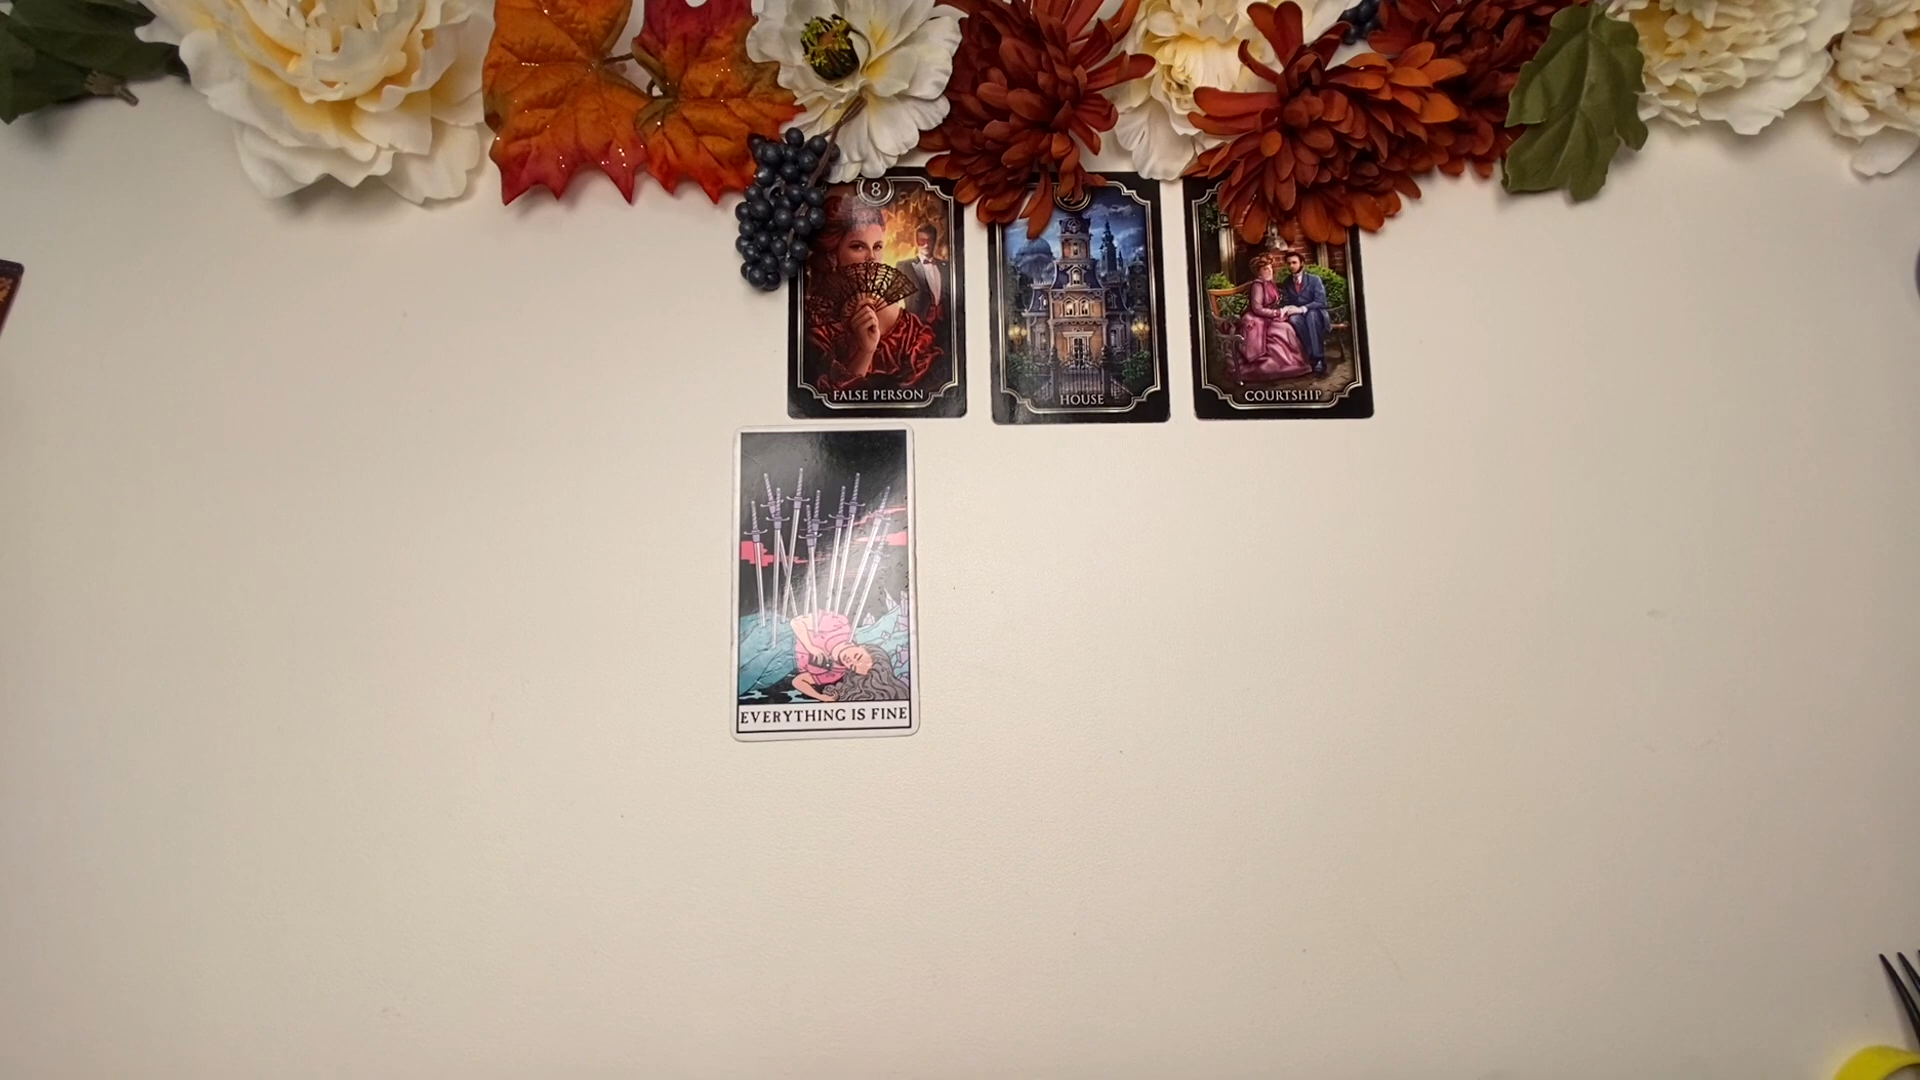 8
FALSE PERSON
HOUSE
COURTSHIP
EVERYTHING IS FINE